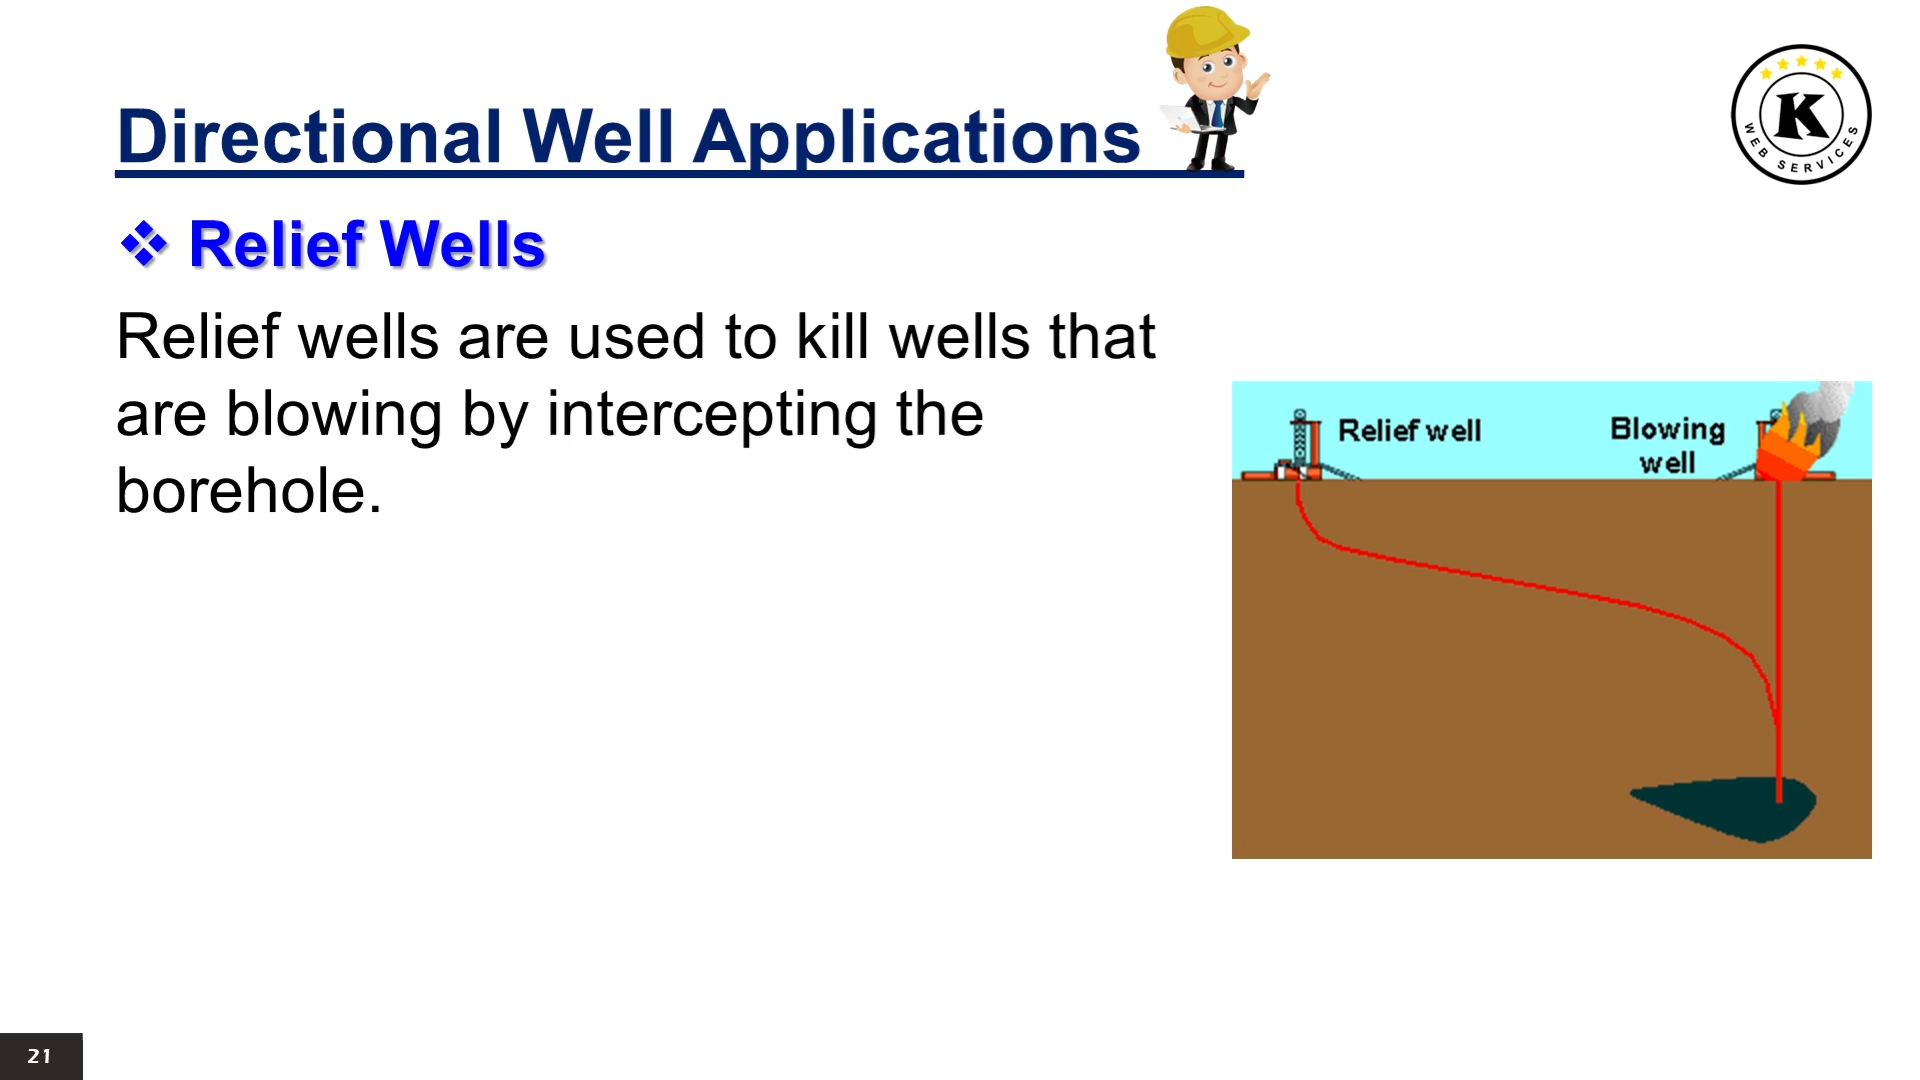 Directional Well Applications
K
WEB SERVICES
❖ Relief Wells
Relief wells are used to kill wells that
are blowing by intercepting the
borehole.
Relief well
Blowing
well
21